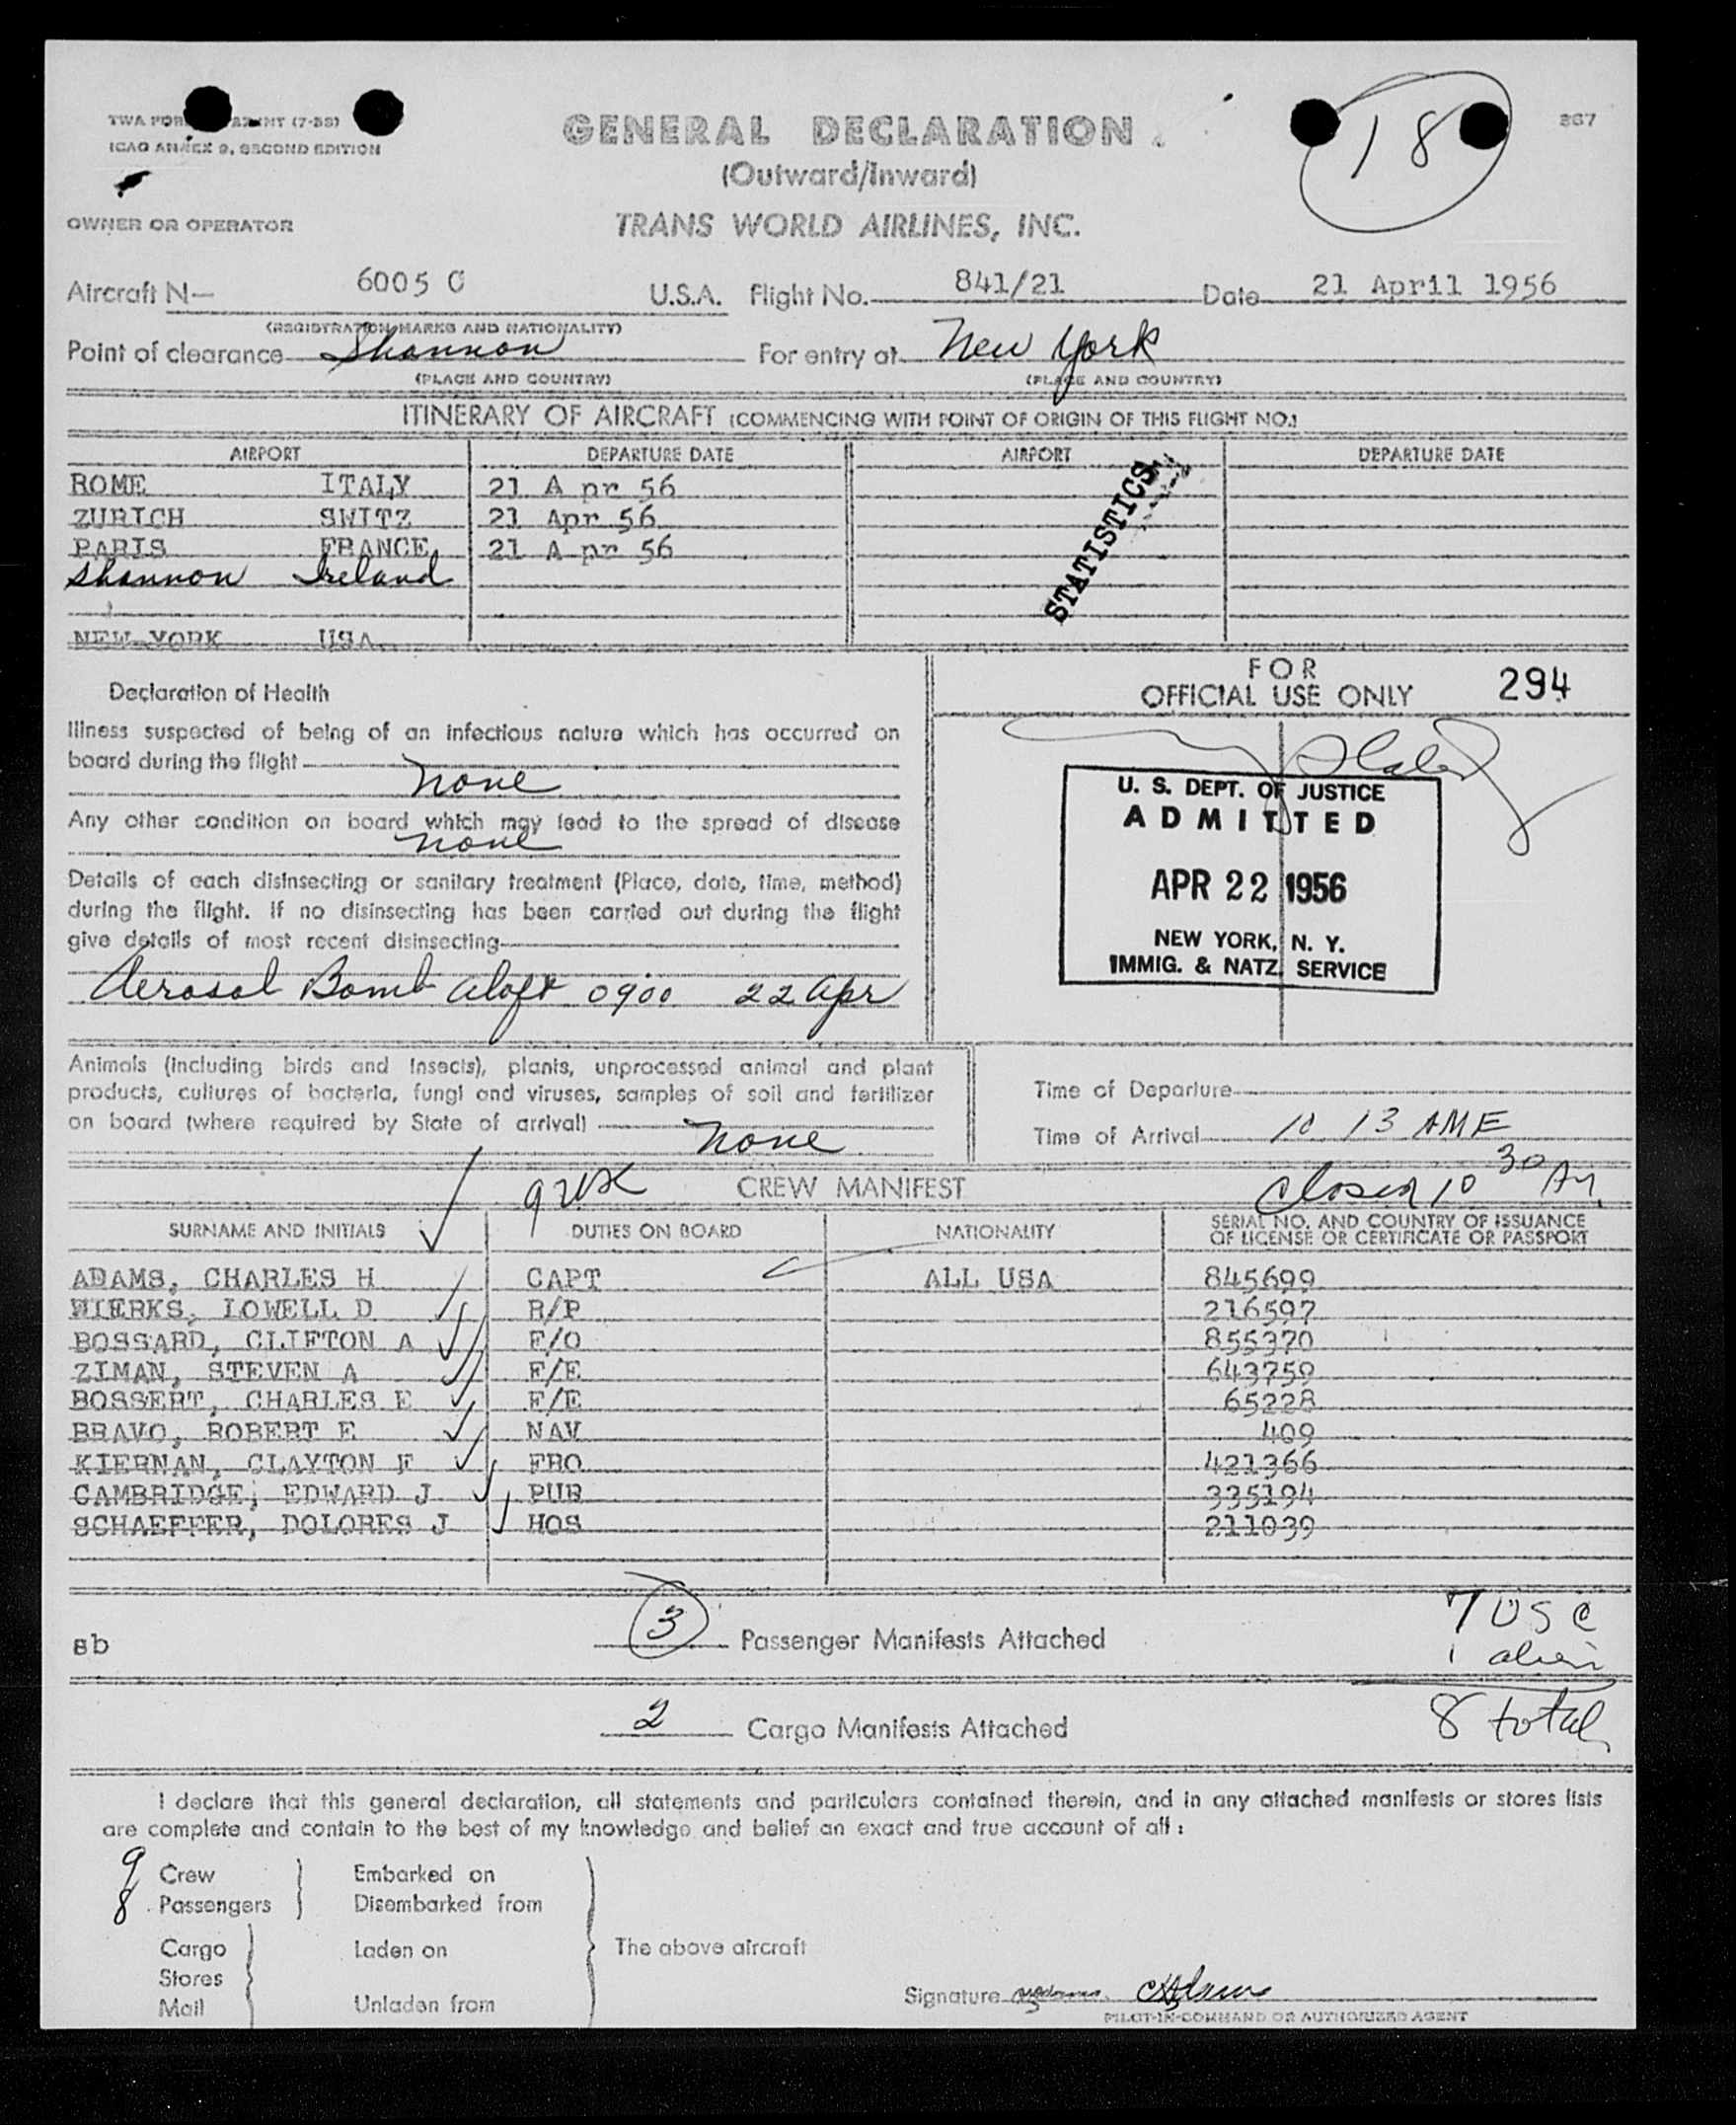 GENERAL DECLARATION
(Outward/Inward)
18
267
ICAO ANNEX 9, SECOND EDITION
OWNER OR OPERATOR
TRANS WORLD AIRLINES, INC.
Aircraft N— 6005 C U.S.A. Flight No. 841/21 Date 21 April 1956
(REGISTRATION MARKS AND NATIONALITY)
Point of clearance Shannon For entry at New York
(PLACE AND COUNTRY) (PLACE AND COUNTRY)
ITINERARY OF AIRCRAFT (COMMENCING WITH POINT OF ORIGIN OF THIS FLIGHT NO.)
AIRPORT DEPARTURE DATE AIRPORT DEPARTURE DATE
ROME ITALY 21 A pr 56
ZURICH SWITZ 21 Apr 56
PARIS FRANCE 21 A pr 56
Shannon Ireland
NEW YORK USA
STATISTICS
Declaration of Health
Illness suspected of being of an infectious nature which has occurred on
board during the flight
None
Any other condition on board which may lead to the spread of disease
None
Details of each disinsecting or sanitary treatment (Place, date, time, method)
during the flight. If no disinsecting has been carried out during the flight
give details of most recent disinsecting
Aerosol Bomb aloft 0900 22 Apr
FOR
OFFICIAL USE ONLY 294
U. S. DEPT. OF JUSTICE
ADMITTED
APR 22 1956
NEW YORK, N. Y.
IMMIG. & NATZ. SERVICE
Animals (including birds and insects), plants, unprocessed animal and plant
products, cultures of bacteria, fungi and viruses, samples of soil and fertilizer
on board (where required by State of arrival) None
Time of Departure
Time of Arrival 10 13 AME
CREW MANIFEST
Closed 10 30 AM
SURNAME AND INITIALS DUTIES ON BOARD NATIONALITY SERIAL NO. AND COUNTRY OF ISSUANCE
OF LICENSE OR CERTIFICATE OR PASSPORT
ADAMS, CHARLES H CAPT ALL USA 845699
WIERKS, LOWELL D R/P 216597
BOSSARD, CLIFTON A F/O 855370
ZIMAN, STEVEN A F/E 643759
BOSSERT, CHARLES E F/E 65228
BRAVO, ROBERT E NAV 409
KIERNAN, CLAYTON F FRO 421366
CAMBRIDGE, EDWARD J PUR 335194
SCHAEFFER, DOLORES J HOS 211039
sb
3 Passenger Manifests Attached
7 USC
1 alien
8 total
2 Cargo Manifests Attached
I declare that this general declaration, all statements and particulars contained therein, and in any attached manifests or stores lists
are complete and contain to the best of my knowledge and belief an exact and true account of all :
9 Crew Embarked on
8 Passengers Disembarked from
Cargo Laden on The above aircraft
Stores
Mail Unladen from
Signature CHAdams
PILOT-IN-COMMAND OR AUTHORIZED AGENT